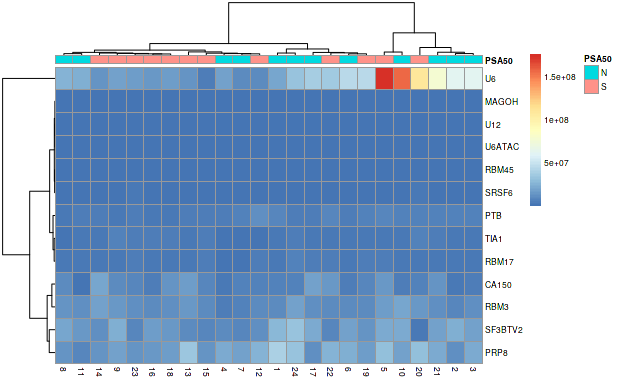 PSA50
U6
MAGOH
U12
U6ATAC
RBM45
SRSF6
PTB
TIA1
RBM17
CA150
RBM3
SF3BTV2
PRP8
8 11 14 9 23 16 18 13 15 4 7 12 1 24 17 22 6 19 5 10 20 21 2 3
1.5e+08
1e+08
5e+07
PSA50
N
S